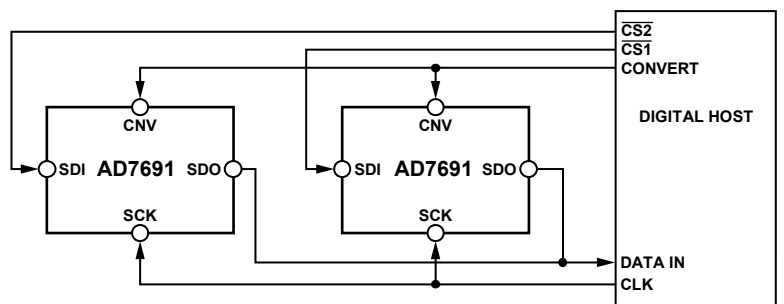 CS2
CS1
CONVERT
DIGITAL HOST
CNV
CNV
SDI AD7691 SDO
SDI AD7691 SDO
SCK
SCK
DATA IN
CLK